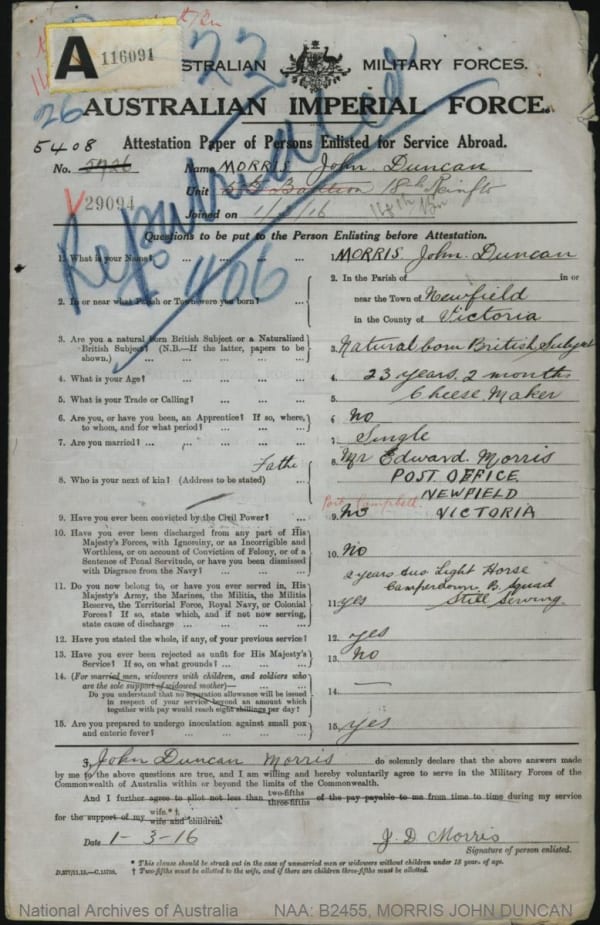 A 116091
22
26
AUSTRALIAN MILITARY FORCES.
AUSTRALIAN IMPERIAL FORCE.
5408 Attestation Paper of Persons Enlisted for Service Abroad.
No. 5426 Name MORRIS John Duncan
Unit Battion 18th Reinfts
14th Bn
29094 Joined on 1/3/16
Repatriated
1106
Questions to be put to the Person Enlisting before Attestation.
1. What is your Name? ... 1. MORRIS John Duncan
2. In or near what Parish or Town were you born? ... 2. In the Parish of in or
near the Town of Newfield
in the County of Victoria
3. Are you a natural born British Subject or a Naturalized
British Subject? (N.B.—If the latter, papers to be
shown.) ... 3. Natural born British Subject
4. What is your Age? ... 4. 23 years. 2 months
5. What is your Trade or Calling? ... 5. Cheese Maker
6. Are you, or have you been, an Apprentice? If so, where,
to whom, and for what period? ... 6. No
7. Are you married? ... 7. Single
8. Who is your next of kin? (Address to be stated) ... Fathe 8. Mr Edward Morris
POST OFFICE
NEWFIELD
Port Campbell.
VICTORIA
9. Have you ever been convicted by the Civil Power? ... 9. No
10. Have you ever been discharged from any part of His
Majesty's Forces, with Ignominy, or as Incorrigible and
Worthless, or on account of Conviction of Felony, or of a
Sentence of Penal Servitude, or have you been dismissed
with Disgrace from the Navy? ... 10. No
11. Do you now belong to, or have you ever served in, His
Majesty's Army, the Marines, the Militia, the Militia
Reserve, the Territorial Force, Royal Navy, or Colonial
Forces? If so, state which, and if not now serving,
state cause of discharge ... 2 years Aus Light Horse
Camperdown B. Squad
11. yes Still Serving.
12. Have you stated the whole, if any, of your previous service? 12. yes
13. Have you ever been rejected as unfit for His Majesty's
Service? If so, on what grounds? ... 13. No
14. (For married men, widowers with children, and soldiers who
are the sole support of widowed mother)—
Do you understand that no separation allowance will be issued
in respect of your service beyond an amount which
together with pay would reach eight shillings per day? 14. —
15. Are you prepared to undergo inoculation against small pox
and enteric fever? ... 15. yes
I, John Duncan Morris do solemnly declare that the above answers made
by me to the above questions are true, and I am willing and hereby voluntarily agree to serve in the Military Forces of the
Commonwealth of Australia within or beyond the limits of the Commonwealth.
And I further agree to allot not less than two-fifths three-fifths of the pay payable to me from time to time during my service
for the support of my wife.* † wife and children.
Date 1-3-16 J. D. Morris
Signature of person enlisted.
* This clause should be struck out in the case of unmarried men or widowers without children under 18 years of age.
† Two-fifths must be allotted to the wife, and if there are children three-fifths must be allotted.
National Archives of Australia NAA: B2455, MORRIS JOHN DUNCAN